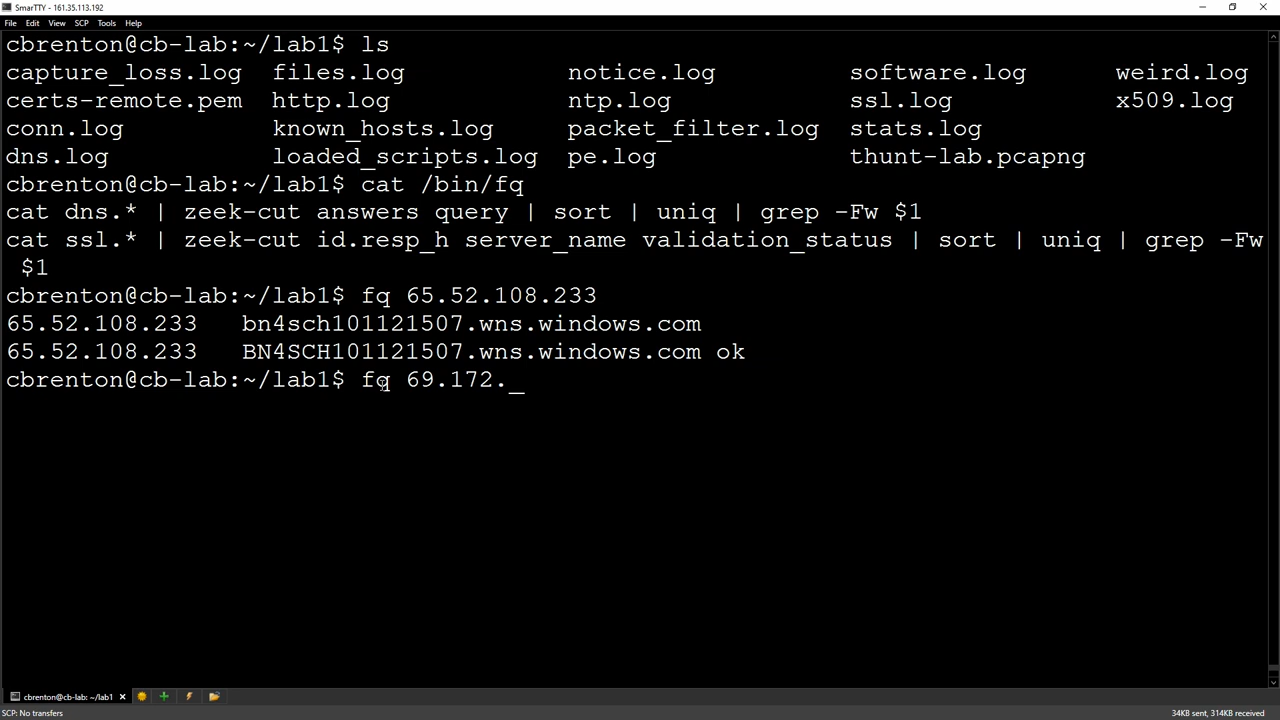 SmarTTY - 161.35.113.192
File Edit View SCP Tools Help
cbrenton@cb-lab:~/lab1$ ls
capture_loss.log files.log notice.log software.log weird.log
certs-remote.pem http.log ntp.log ssl.log x509.log
conn.log known_hosts.log packet_filter.log stats.log
dns.log loaded_scripts.log pe.log thunt-lab.pcapng
cbrenton@cb-lab:~/lab1$ cat /bin/fq
cat dns.* | zeek-cut answers query | sort | uniq | grep -Fw $1
cat ssl.* | zeek-cut id.resp_h server_name validation_status | sort | uniq | grep -Fw
$1
cbrenton@cb-lab:~/lab1$ fq 65.52.108.233
65.52.108.233 bn4sch101121507.wns.windows.com
65.52.108.233 BN4SCH101121507.wns.windows.com ok
cbrenton@cb-lab:~/lab1$ fq 69.172._
cbrenton@cb-lab: ~/lab1
SCP: No transfers 34KB sent, 314KB received